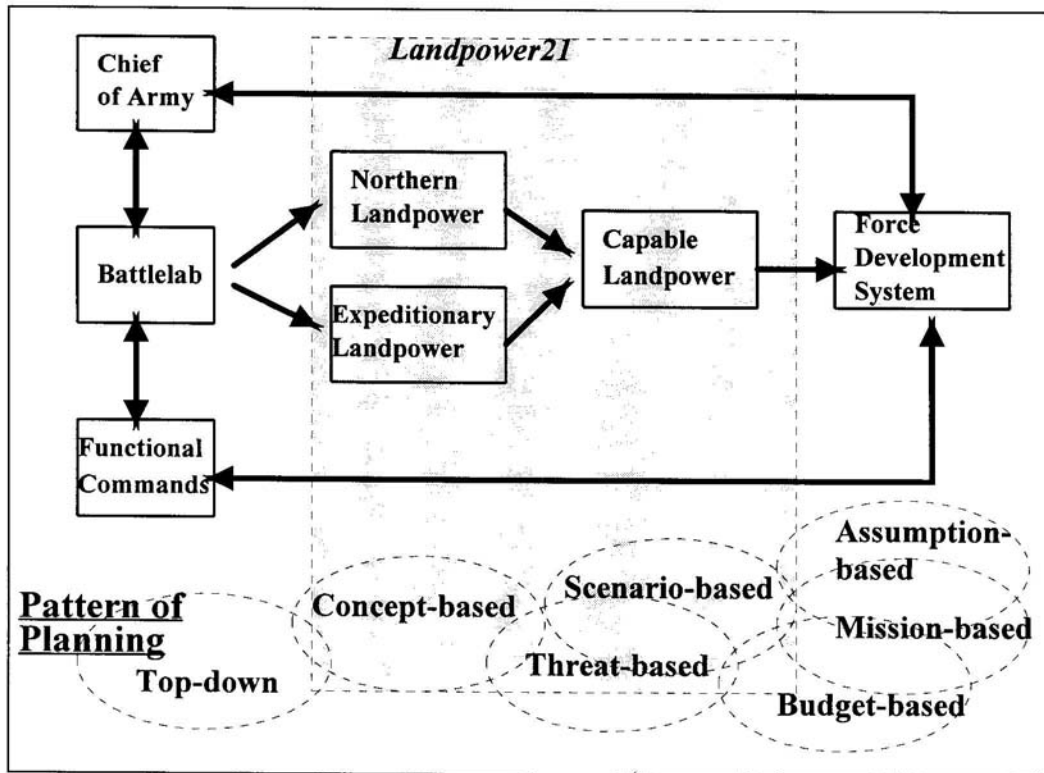 Landpower21
Chief
of Army
Northern
Landpower
Battlelab
Capable
Landpower
Force
Development
System
Expeditionary
Landpower
Functional
Commands
Pattern of
Planning
Top-down
Concept-based
Scenario-based
Threat-based
Assumption-
based
Mission-based
Budget-based